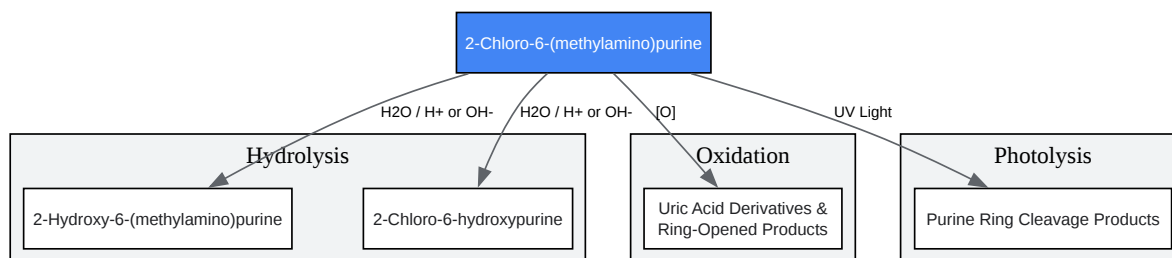 2-Chloro-6-(methylamino)purine
H2O / H+ or OH-
H2O / H+ or OH-
[O]
UV Light
Hydrolysis
Oxidation
Photolysis
2-Hydroxy-6-(methylamino)purine
2-Chloro-6-hydroxypurine
Uric Acid Derivatives &
Ring-Opened Products
Purine Ring Cleavage Products